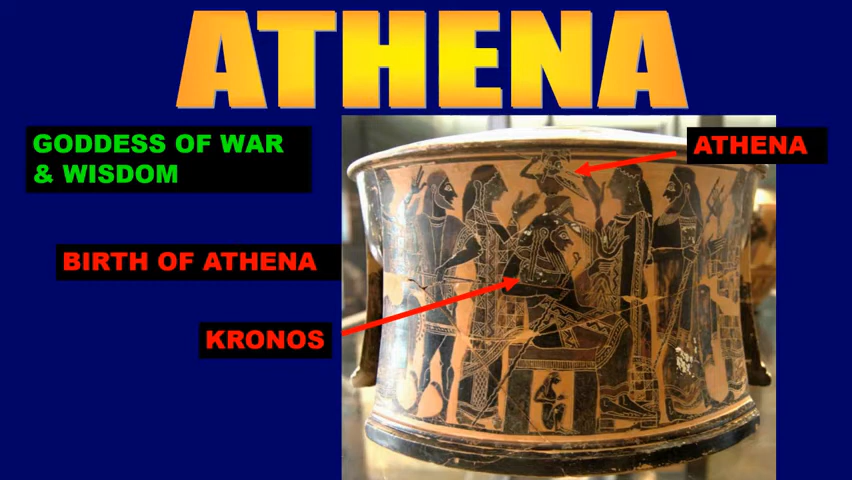 ATHENA
GODDESS OF WAR
& WISDOM
ATHENA
BIRTH OF ATHENA
KRONOS